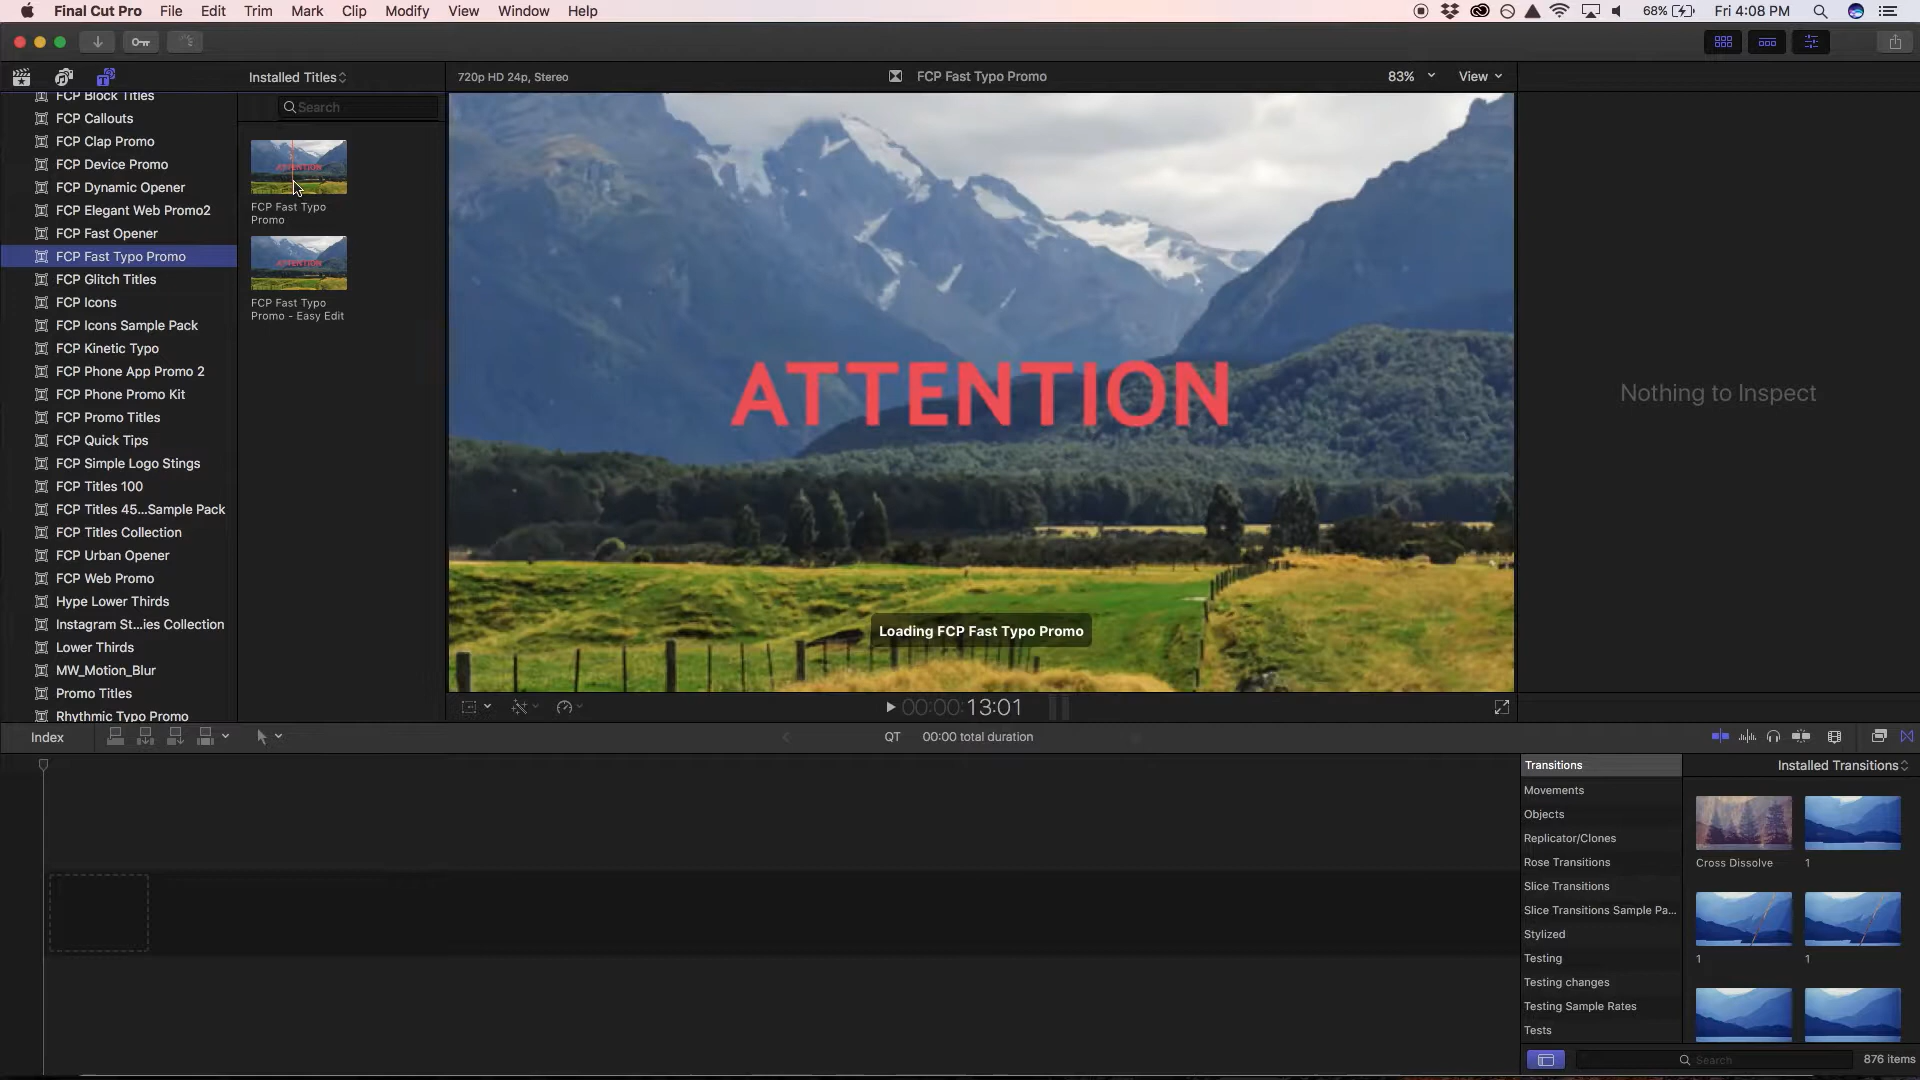 Final Cut Pro File Edit Trim Mark Clip Modify View Window Help 68% Fri 4:08 PM
Installed Titles 720p HD 24p, Stereo FCP Fast Typo Promo 83% View
Search
FCP Block Titles
FCP Callouts
FCP Clap Promo
FCP Device Promo
FCP Dynamic Opener
FCP Elegant Web Promo2
FCP Fast Opener
FCP Fast Typo Promo
FCP Glitch Titles
FCP Icons
FCP Icons Sample Pack
FCP Kinetic Typo
FCP Phone App Promo 2
FCP Phone Promo Kit
FCP Promo Titles
FCP Quick Tips
FCP Simple Logo Stings
FCP Titles 100
FCP Titles 45...Sample Pack
FCP Titles Collection
FCP Urban Opener
FCP Web Promo
Hype Lower Thirds
Instagram St...ies Collection
Lower Thirds
MW_Motion_Blur
Promo Titles
Rhythmic Typo Promo
ATTENTION
FCP Fast Typo
Promo
ATTENTION
FCP Fast Typo
Promo - Easy Edit
ATTENTION
Loading FCP Fast Typo Promo
00:00:13:01
Nothing to Inspect
Index QT 00:00 total duration
Transitions
Movements
Objects
Replicator/Clones
Rose Transitions
Slice Transitions
Slice Transitions Sample Pa...
Stylized
Testing
Testing changes
Testing Sample Rates
Tests
Installed Transitions
Cross Dissolve 1
1 1
Search 876 items